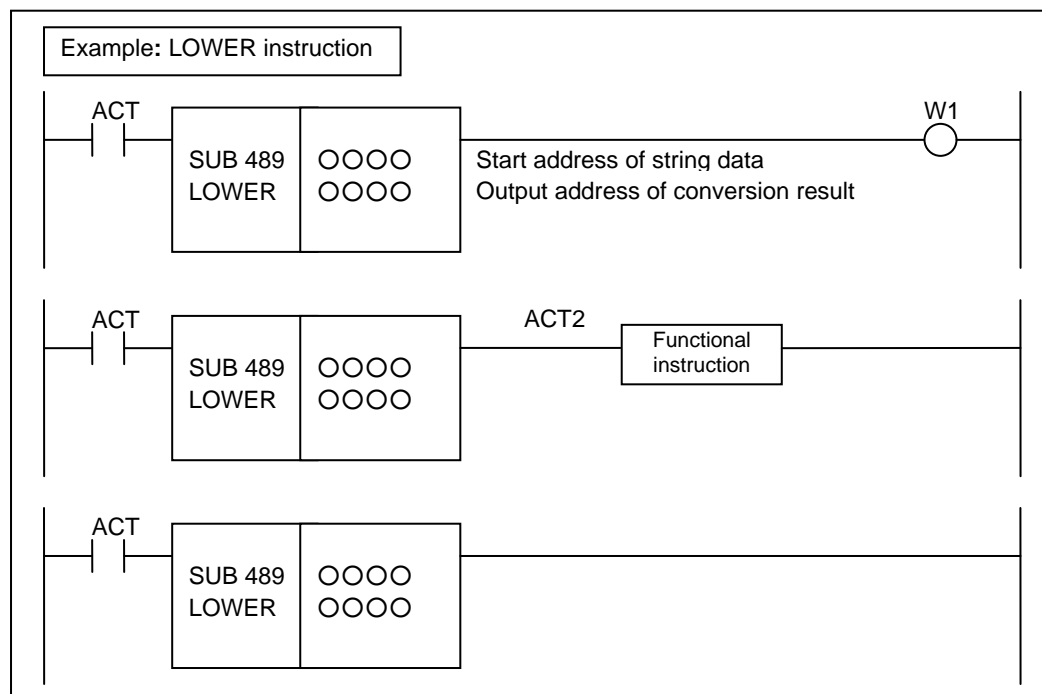 Example: LOWER instruction
ACT
W1
SUB 489 ○○○○ Start address of string data
LOWER ○○○○ Output address of conversion result
ACT
ACT2
Functional
instruction
SUB 489 ○○○○
LOWER ○○○○
ACT
SUB 489 ○○○○
LOWER ○○○○